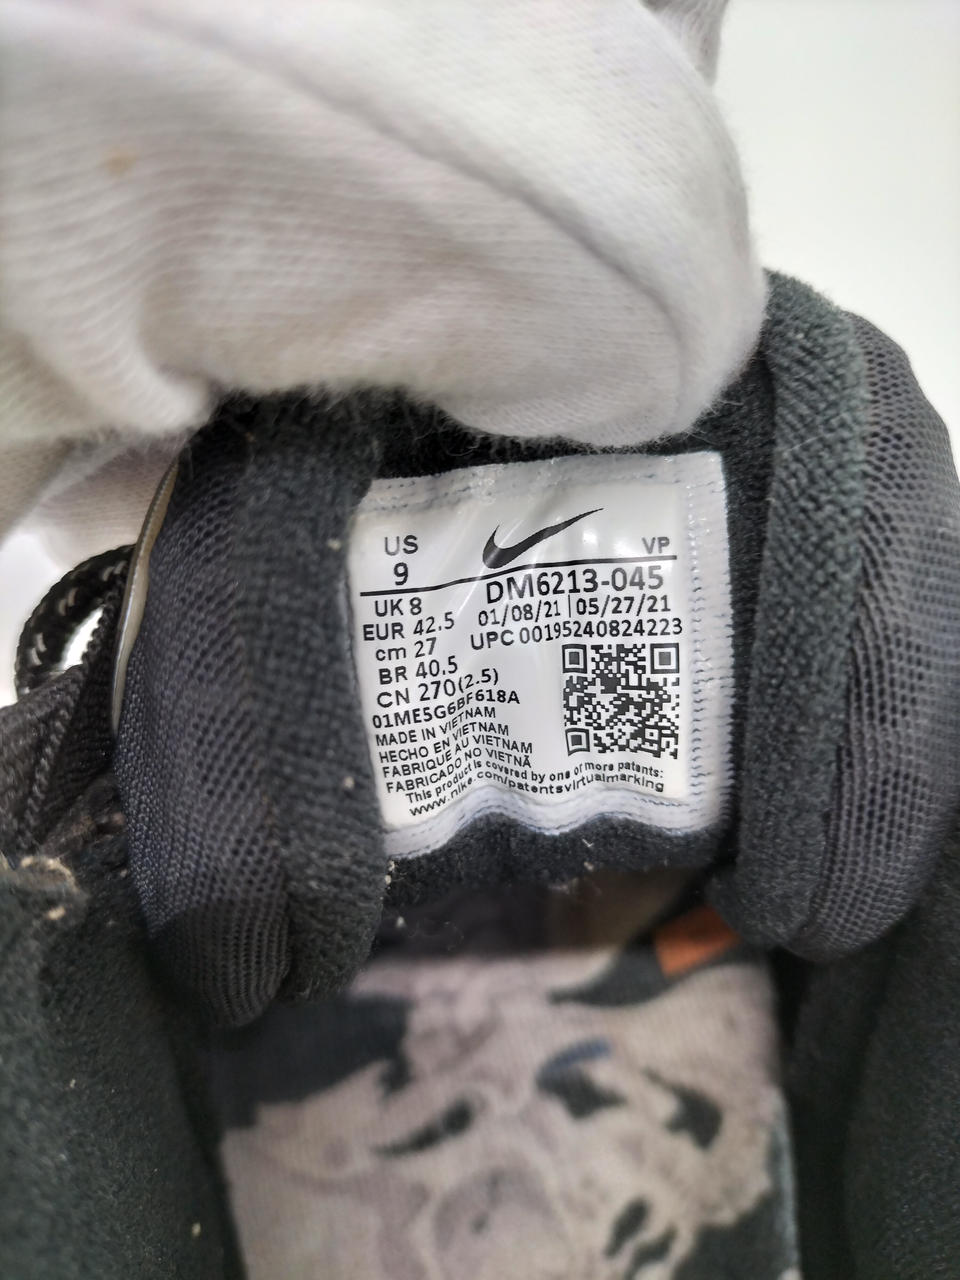 US
9
VP
DM6213-045
UK 8
01/08/21 | 05/27/21
EUR 42.5
UPC 00195240824223
cm 27
BR 40.5
CN 270(2.5)
01ME5G6BF618A
MADE IN VIETNAM
HECHO EN VIETNAM
FABRIQUE AU VIETNAM
FABRICADO NO VIETNÃ
This product is covered by one or more patents:
www.nike.com/patentsvirtualmarking